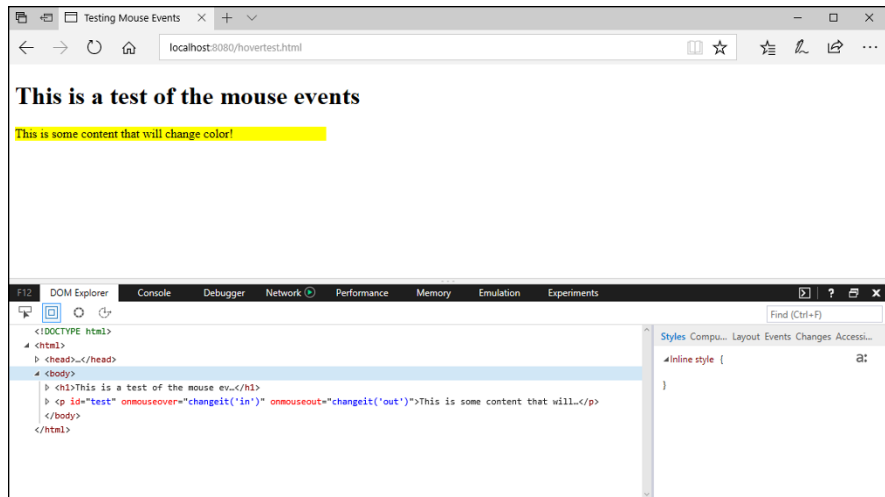 Testing Mouse Events
localhost:8080/hovertest.html
This is a test of the mouse events
This is some content that will change color!
F12 DOM Explorer Console Debugger Network Performance Memory Emulation Experiments ?
Find (Ctrl+F)
<!DOCTYPE html>
<html>
<head>…</head>
<body>
<h1>This is a test of the mouse ev…</h1>
<p id="test" onmouseover="changeit('in')" onmouseout="changeit('out')">This is some content that will…</p>
</body>
</html>
Styles Compu... Layout Events Changes Accessi...
Inline style {
a:
}